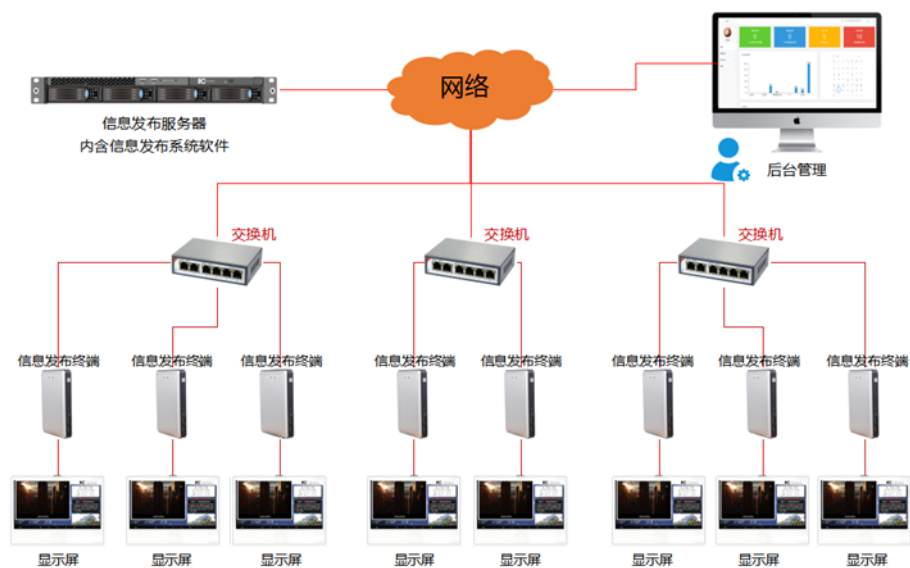 网络
信息发布服务器
内含信息发布系统软件
后台管理
交换机 交换机 交换机
信息发布终端 信息发布终端 信息发布终端 信息发布终端 信息发布终端 信息发布终端 信息发布终端 信息发布终端
显示屏 显示屏 显示屏 显示屏 显示屏 显示屏 显示屏 显示屏